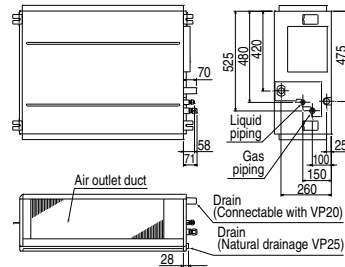 70
58
71
525
480
420
475
Liquid
piping
Gas
piping
25
100
150
260
Air outlet duct
Drain
(Connectable with VP20)
Drain
(Natural drainage VP25)
28